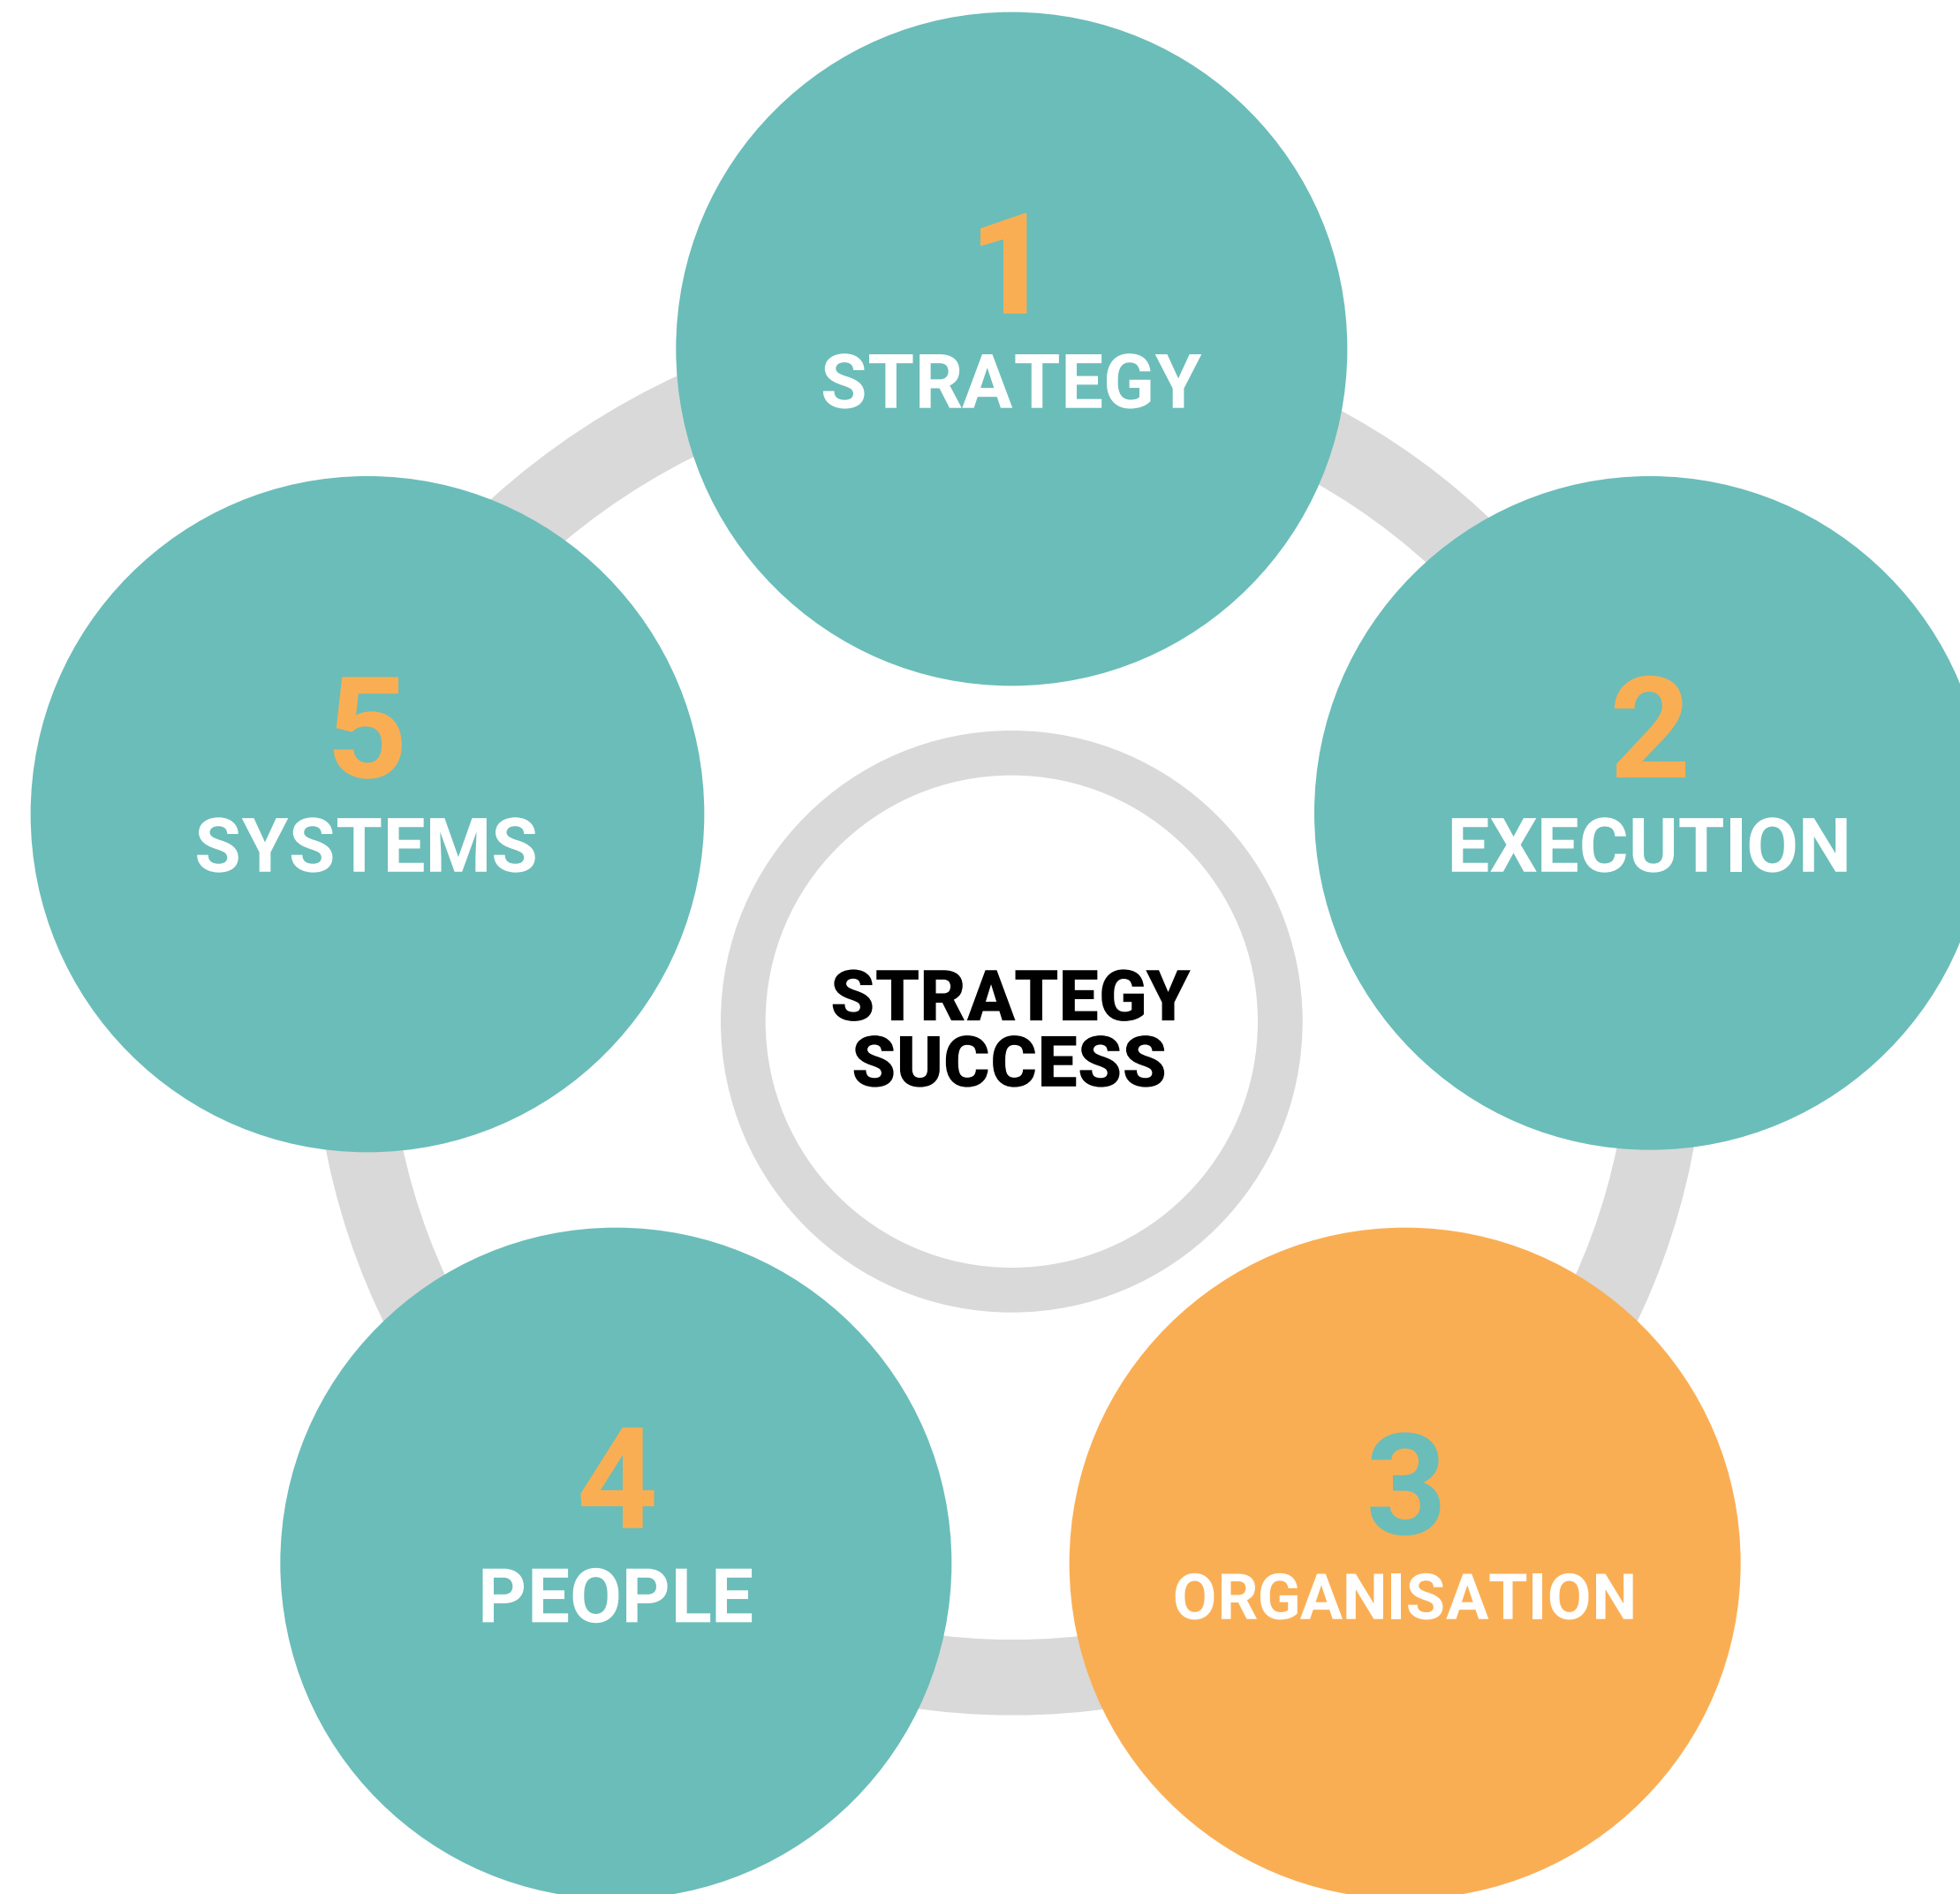 1
STRATEGY
2
EXECUTION
3
ORGANISATION
4
PEOPLE
5
SYSTEMS
STRATEGY
SUCCESS